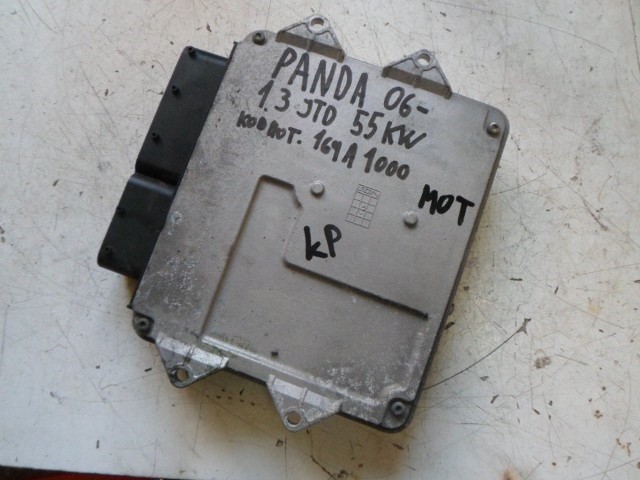 PANDA 06-
1.3 JTD 55KW
KOD MOT. 169A1000
MOT
KP